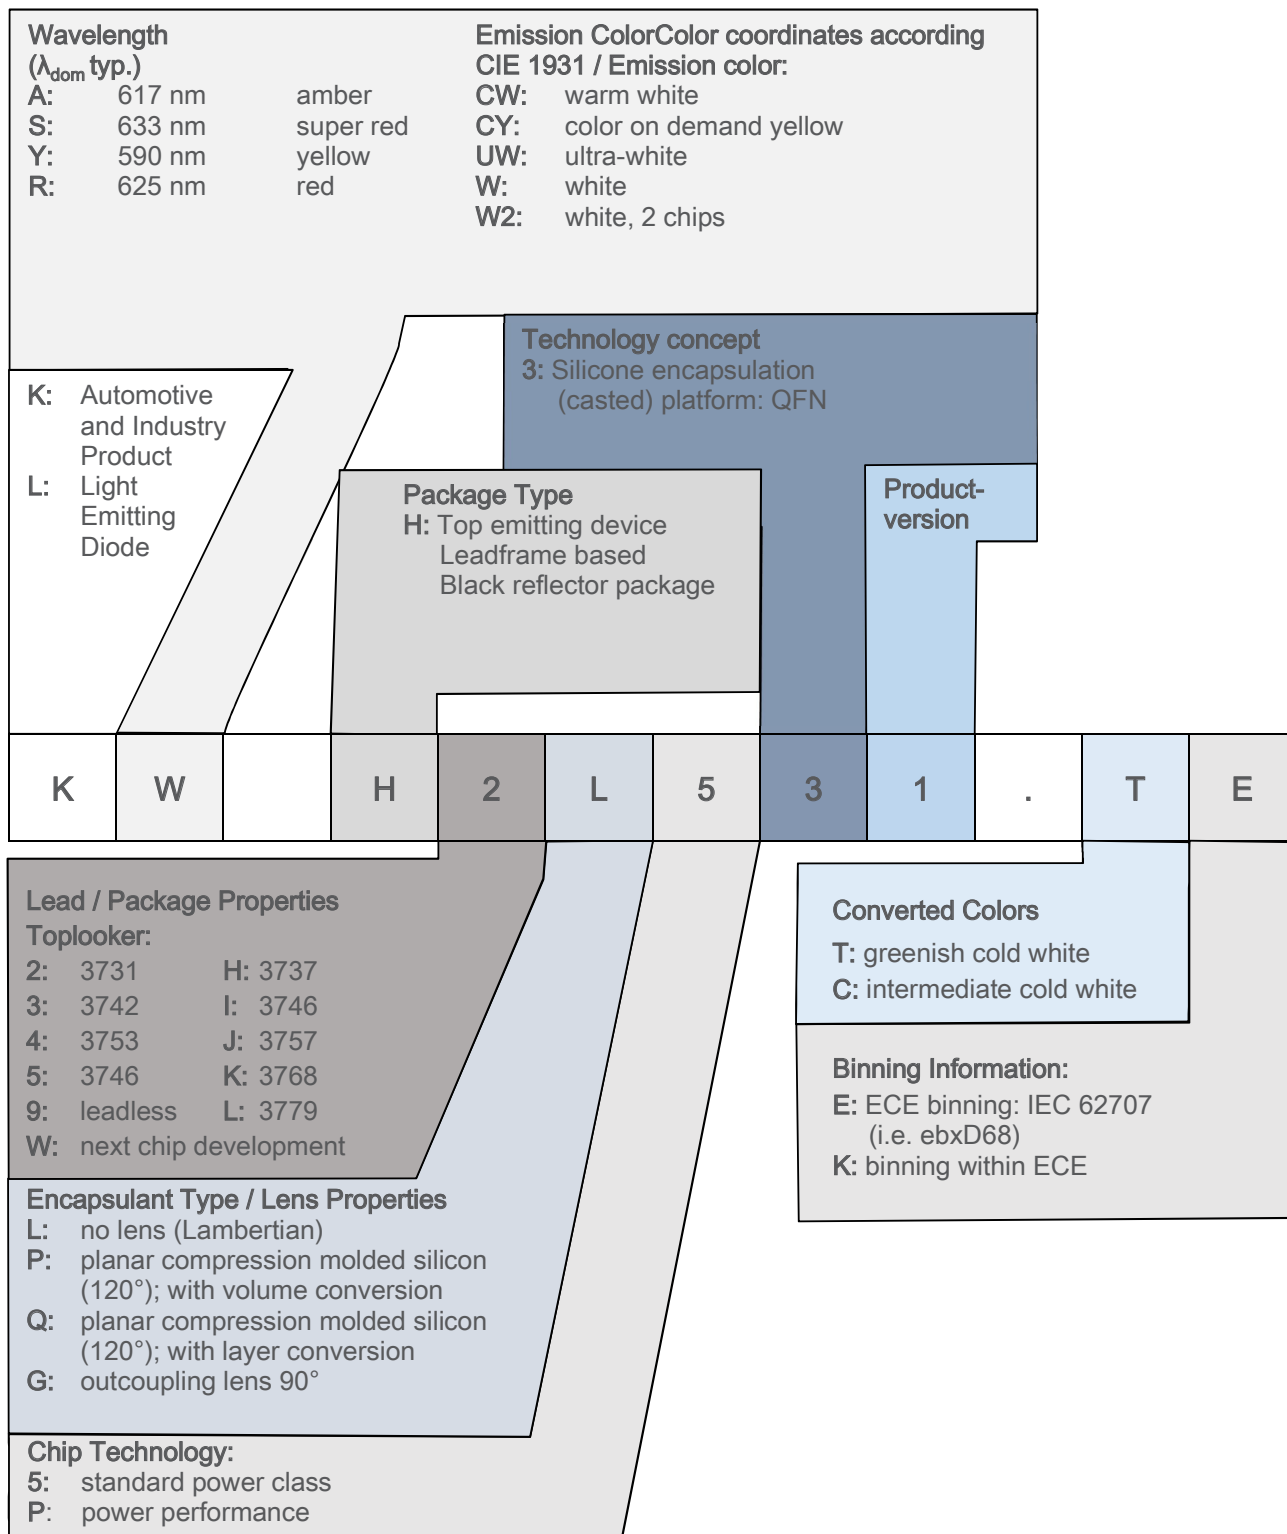 Wavelength
(λdom typ.)
A: 617 nm amber
S: 633 nm super red
Y: 590 nm yellow
R: 625 nm red
Emission ColorColor coordinates according
CIE 1931 / Emission color:
CW: warm white
CY: color on demand yellow
UW: ultra-white
W: white
W2: white, 2 chips
Technology concept
3: Silicone encapsulation
(casted) platform: QFN
K: Automotive
and Industry
Product
L: Light
Emitting
Diode
Package Type
H: Top emitting device
Leadframe based
Black reflector package
Product-
version
K W H 2 L 5 3 1 . T E
Lead / Package Properties
Toplooker:
2: 3731 H: 3737
3: 3742 I: 3746
4: 3753 J: 3757
5: 3746 K: 3768
9: leadless L: 3779
W: next chip development
Converted Colors
T: greenish cold white
C: intermediate cold white
Binning Information:
E: ECE binning: IEC 62707
(i.e. ebxD68)
K: binning within ECE
Encapsulant Type / Lens Properties
L: no lens (Lambertian)
P: planar compression molded silicon
(120°); with volume conversion
Q: planar compression molded silicon
(120°); with layer conversion
G: outcoupling lens 90°
Chip Technology:
5: standard power class
P: power performance